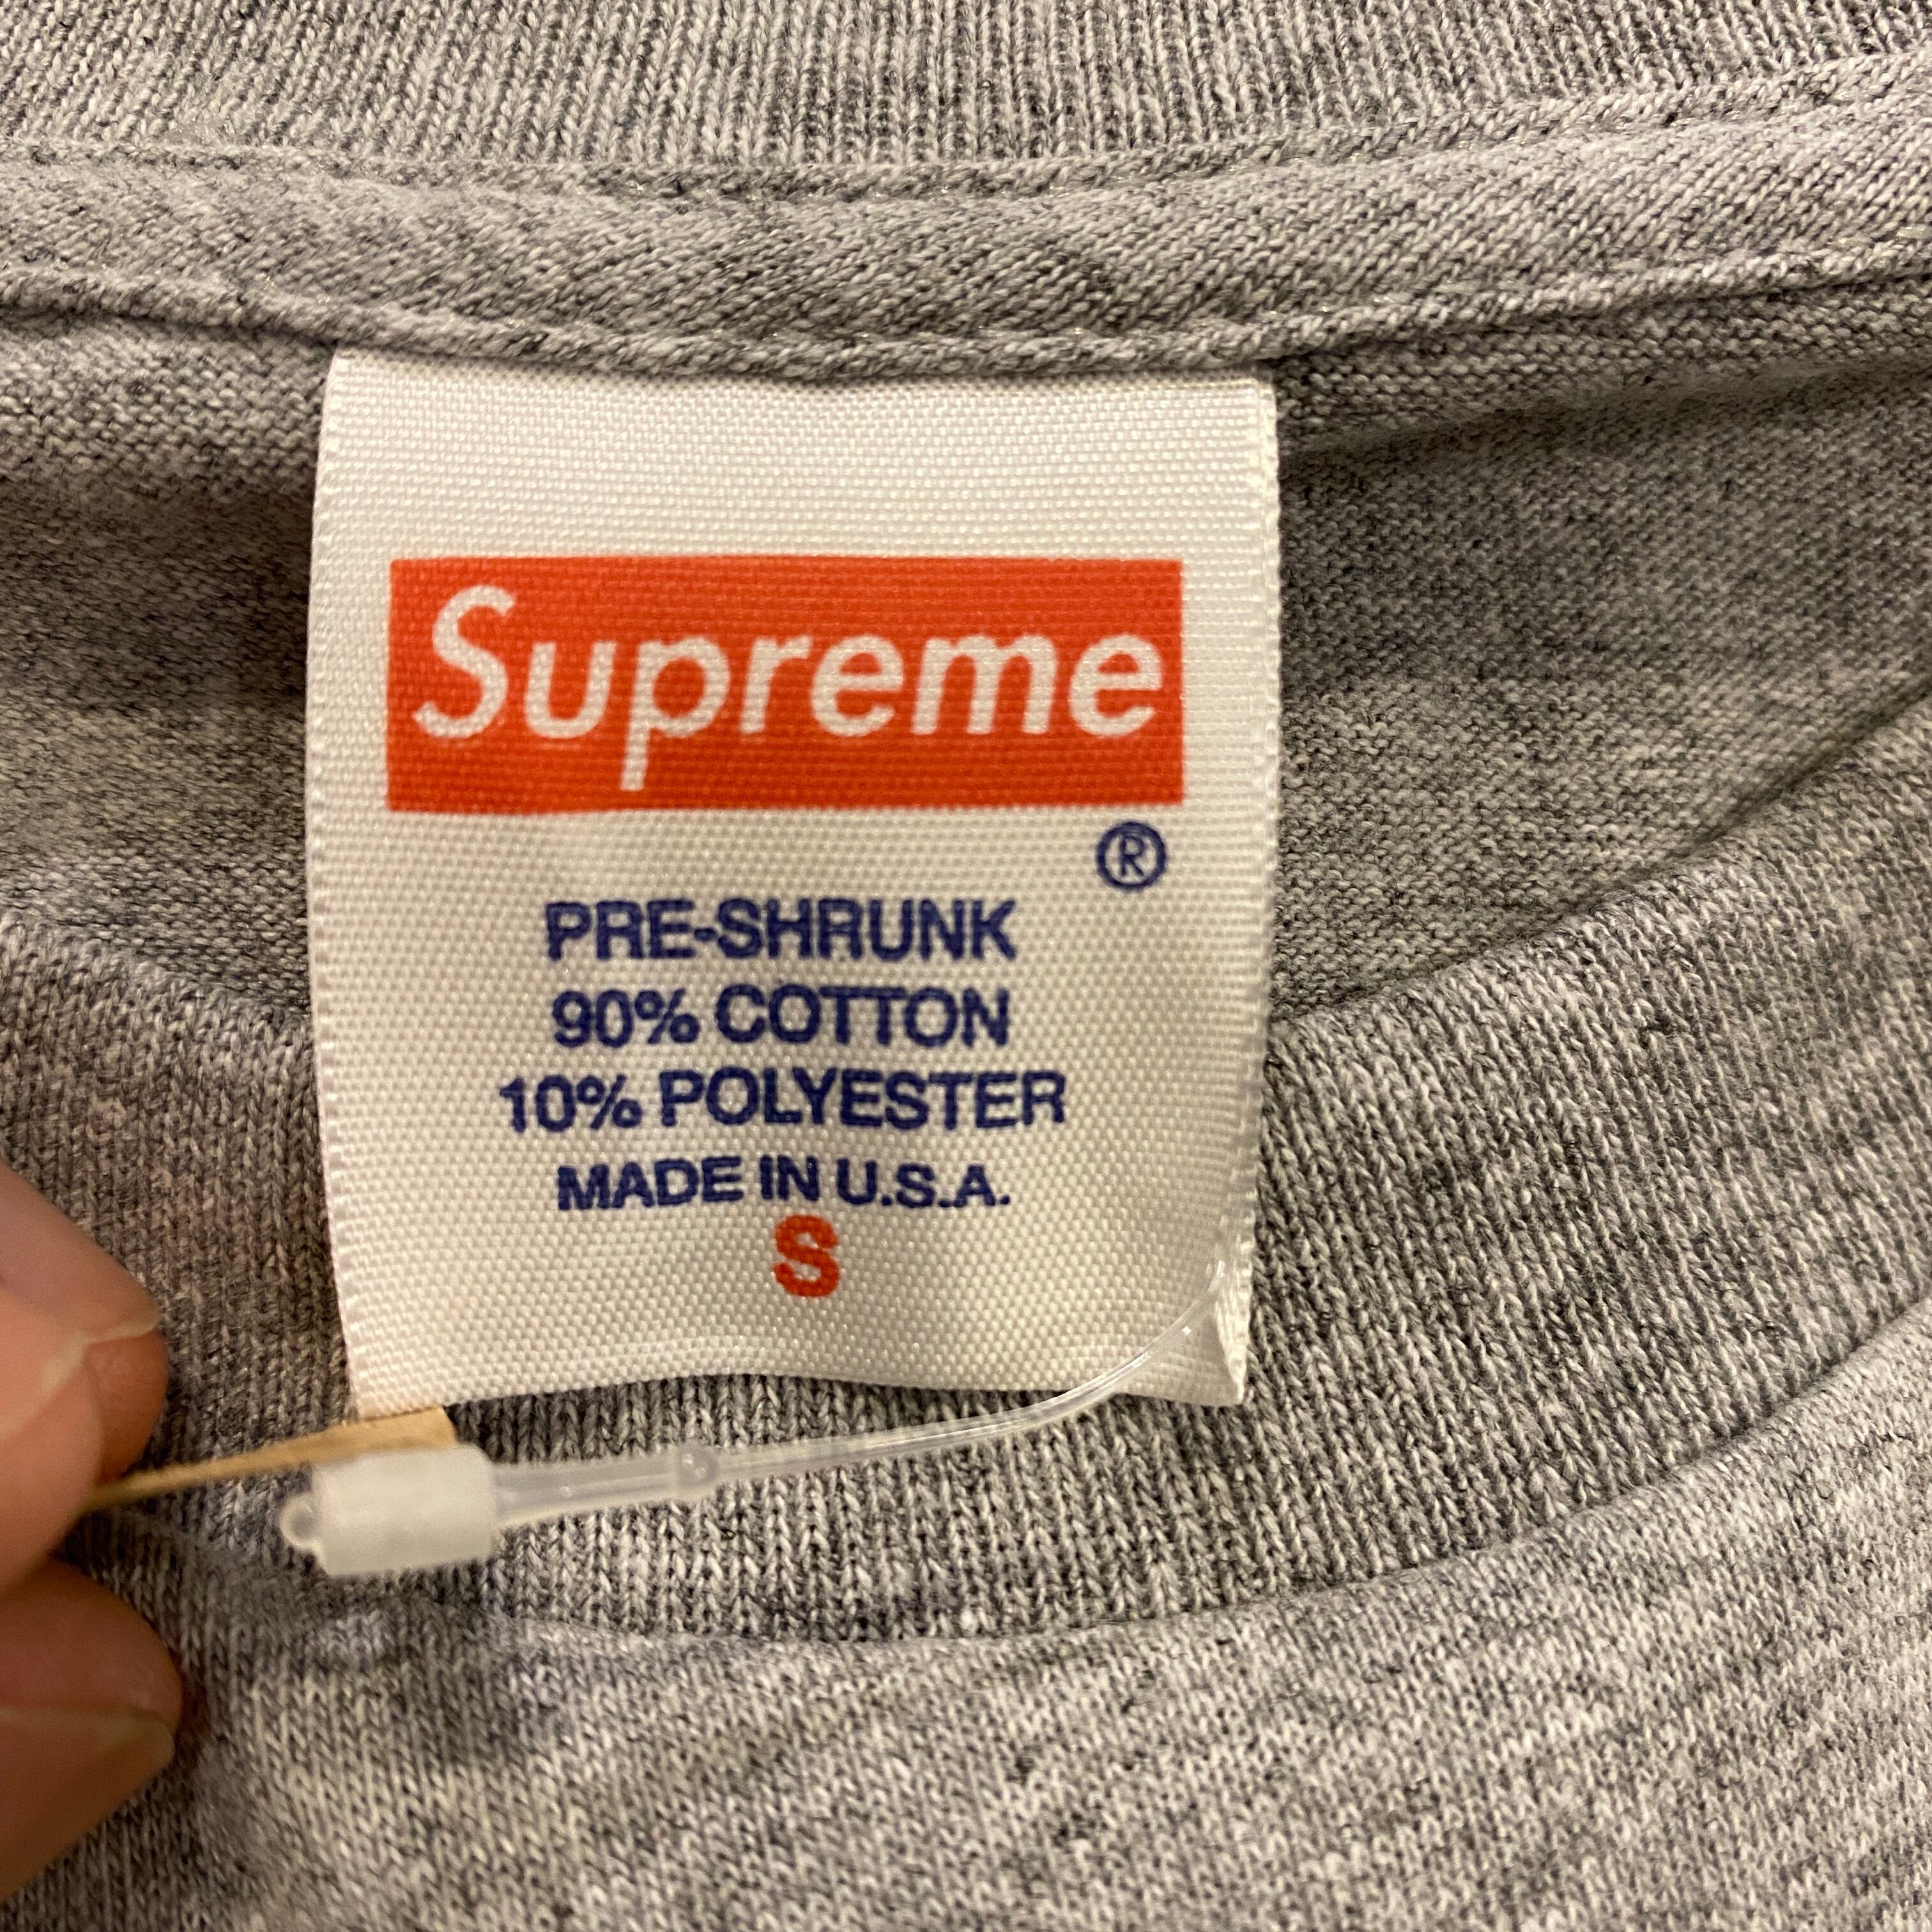 Supreme
®
PRE-SHRUNK
90% COTTON
10% POLYESTER
MADE IN U.S.A.
S